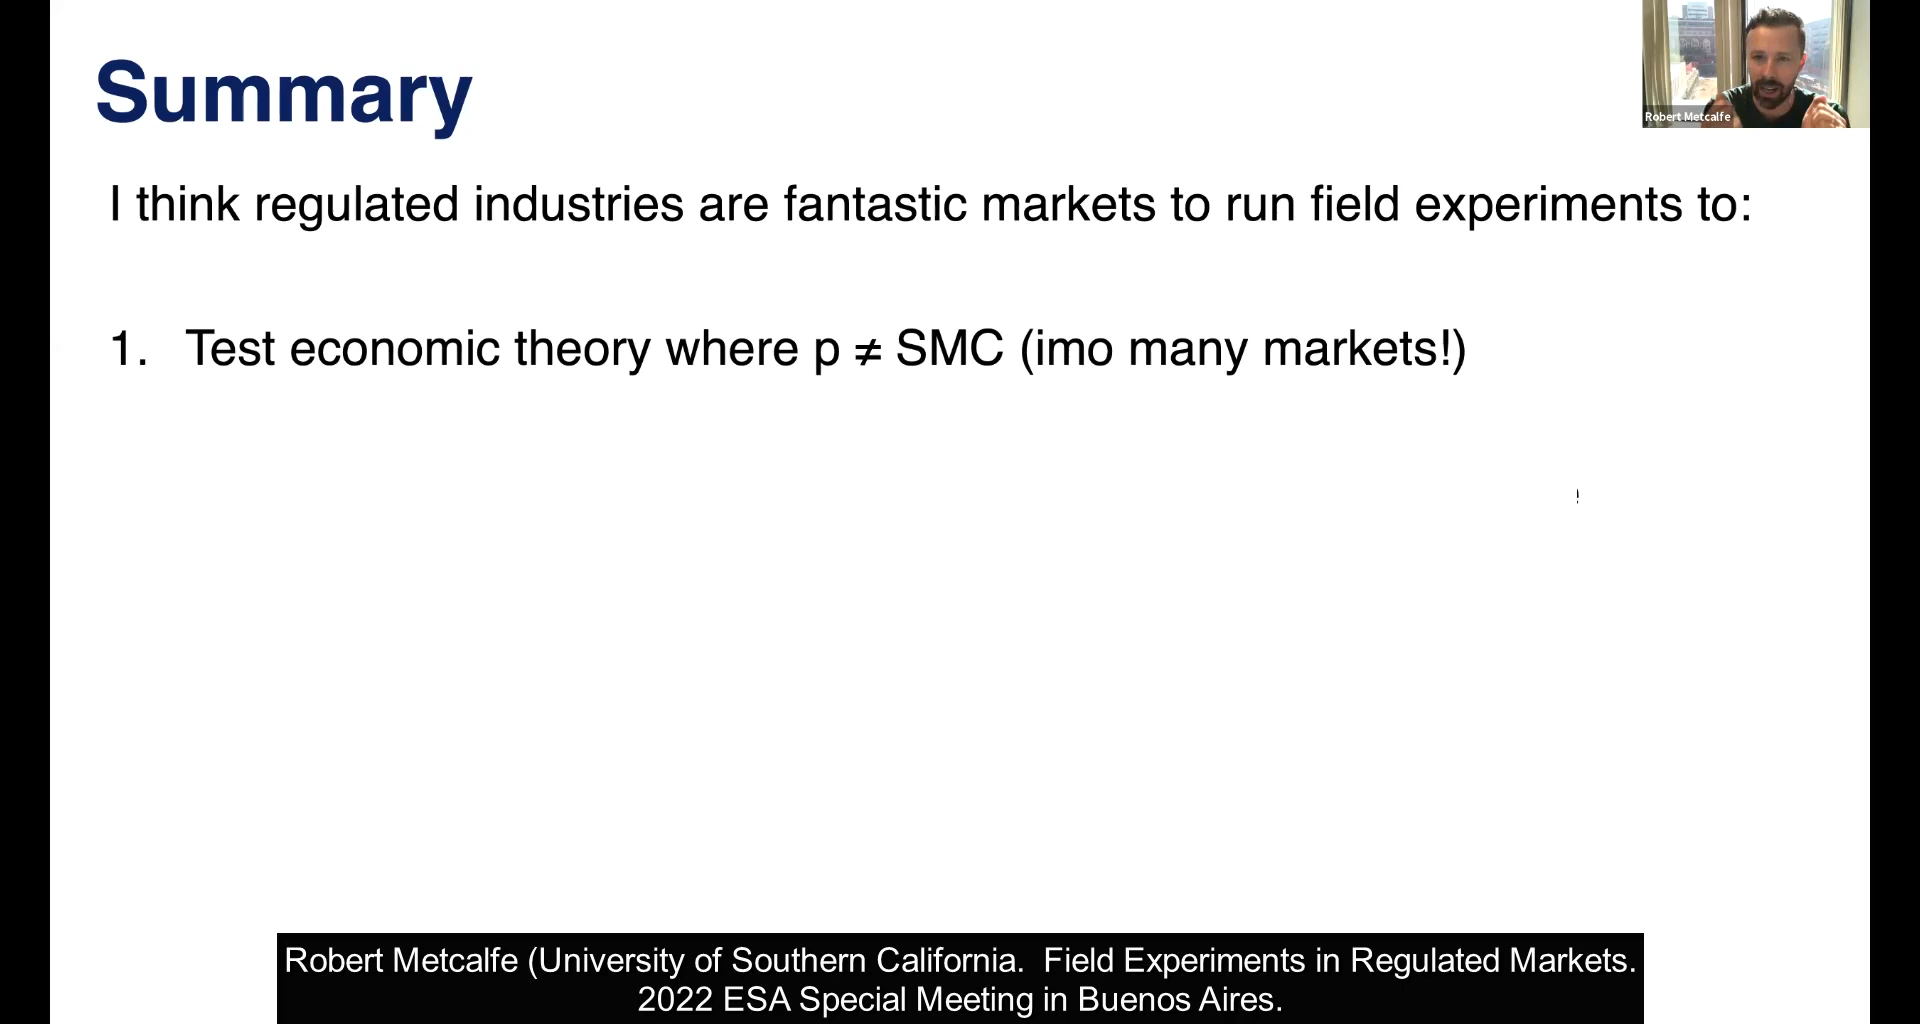 Summary
Robert Metcalfe
I think regulated industries are fantastic markets to run field experiments to:
1. Test economic theory where p ≠ SMC (imo many markets!)
Robert Metcalfe (University of Southern California. Field Experiments in Regulated Markets.
2022 ESA Special Meeting in Buenos Aires.